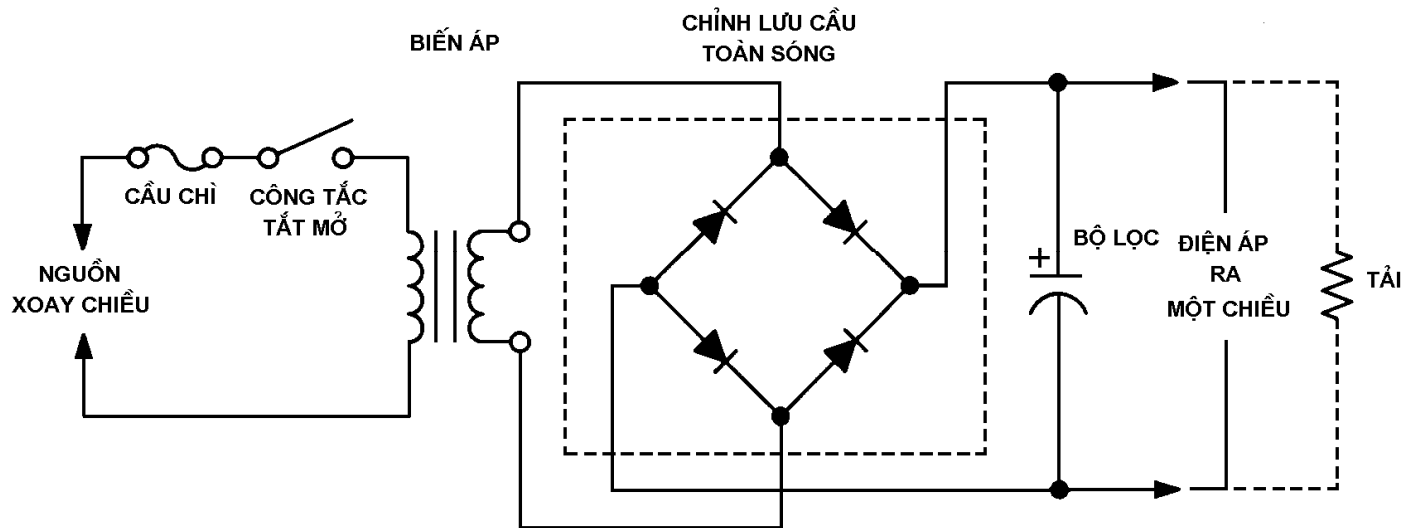 CHỈNH LƯU CẦU
TOÀN SÓNG
BIẾN ÁP
CẦU CHÌ
CÔNG TẮC
TẮT MỞ
NGUỒN
XOAY CHIỀU
+
BỘ LỌC
ĐIỆN ÁP
RA
MỘT CHIỀU
TẢI